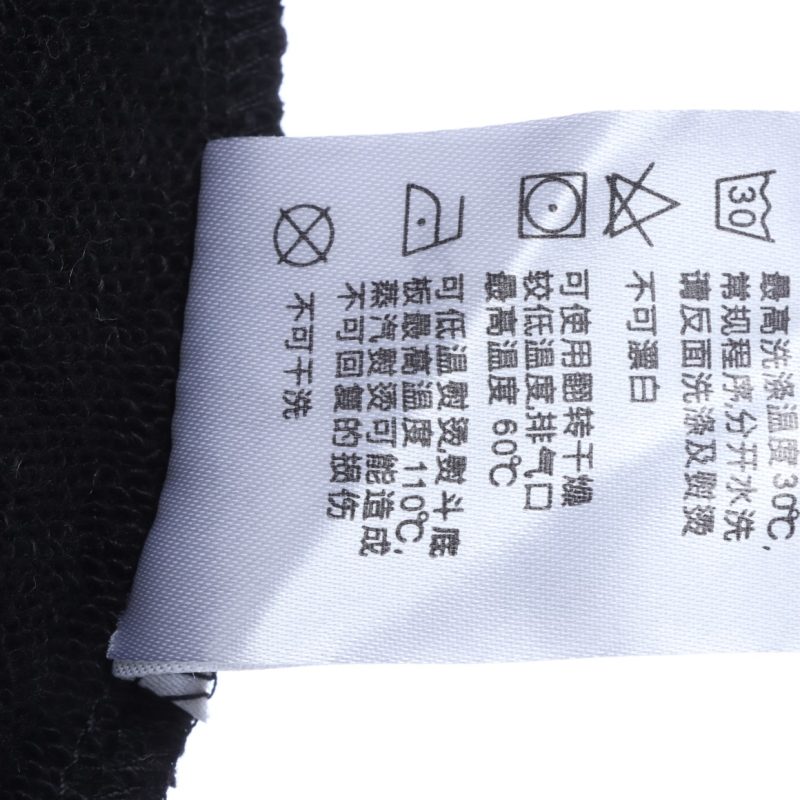 30
最高洗涤温度30℃,
常规程序分开水洗
请反面洗涤及熨烫
不可漂白
可使用翻转干燥
较低温度排气口
最高温度 60℃
可低温熨烫,熨斗底
板最高温度 110℃,
蒸汽熨烫可能造成
不可回复的损伤
不可干洗